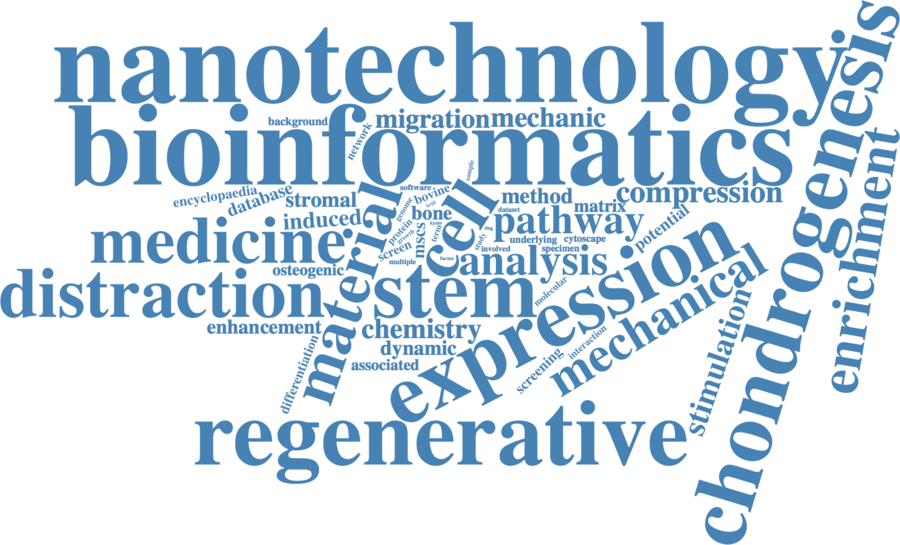 nanotechnology
bioinformatics
chondrogenesis
enrichment
background
network
migration
mechanic
encyclopaedia
database
stromal
induced
medicine
material
osteogenic
distraction
enhancement
differentiation
software
bovine
genome
bone
protein
growth
screen
mscs
term
multiple
factor
cell
sample
method
dataset
matrix
compression
pathway
study
underlying
cytoscape
involved
specimen
potential
analysis
stem
molecular
expression
mechanical
chemistry
dynamic
associated
screening
interaction
stimulation
regenerative